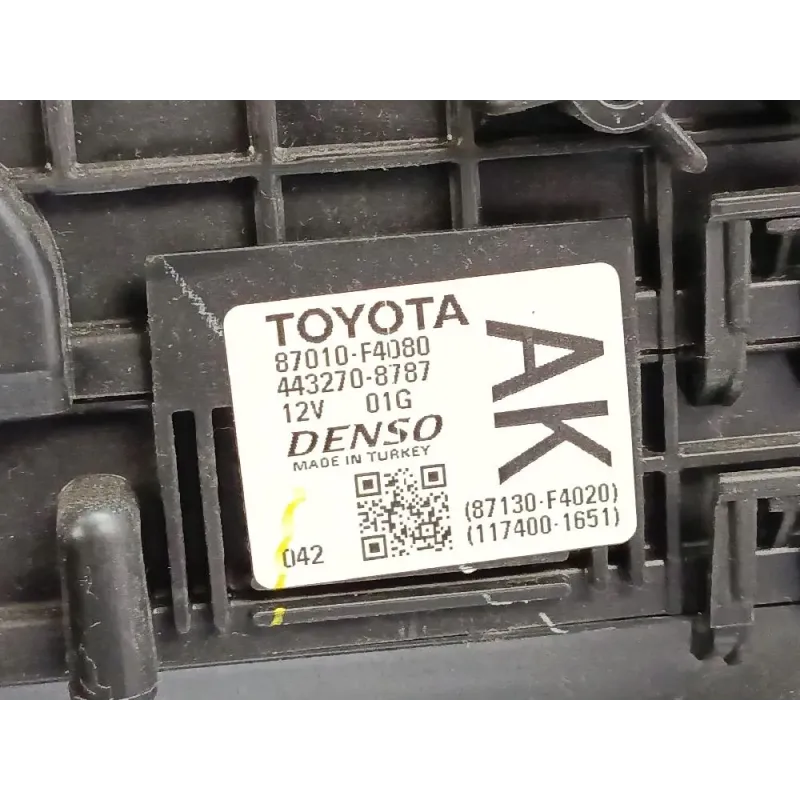 TOYOTA
87010-F4080
443270-8787
12V 01G
DENSO
MADE IN TURKEY
042
AK
(87130-F4020)
(117400-1651)